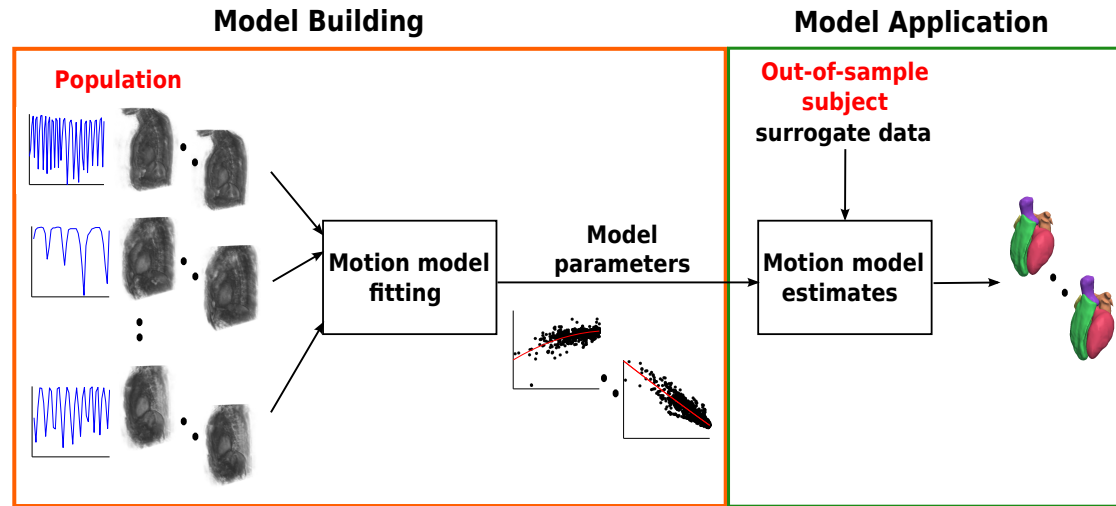 Model Building
Model Application
Population
Out-of-sample
subject
surrogate data
Motion model
fitting
Model
parameters
Motion model
estimates